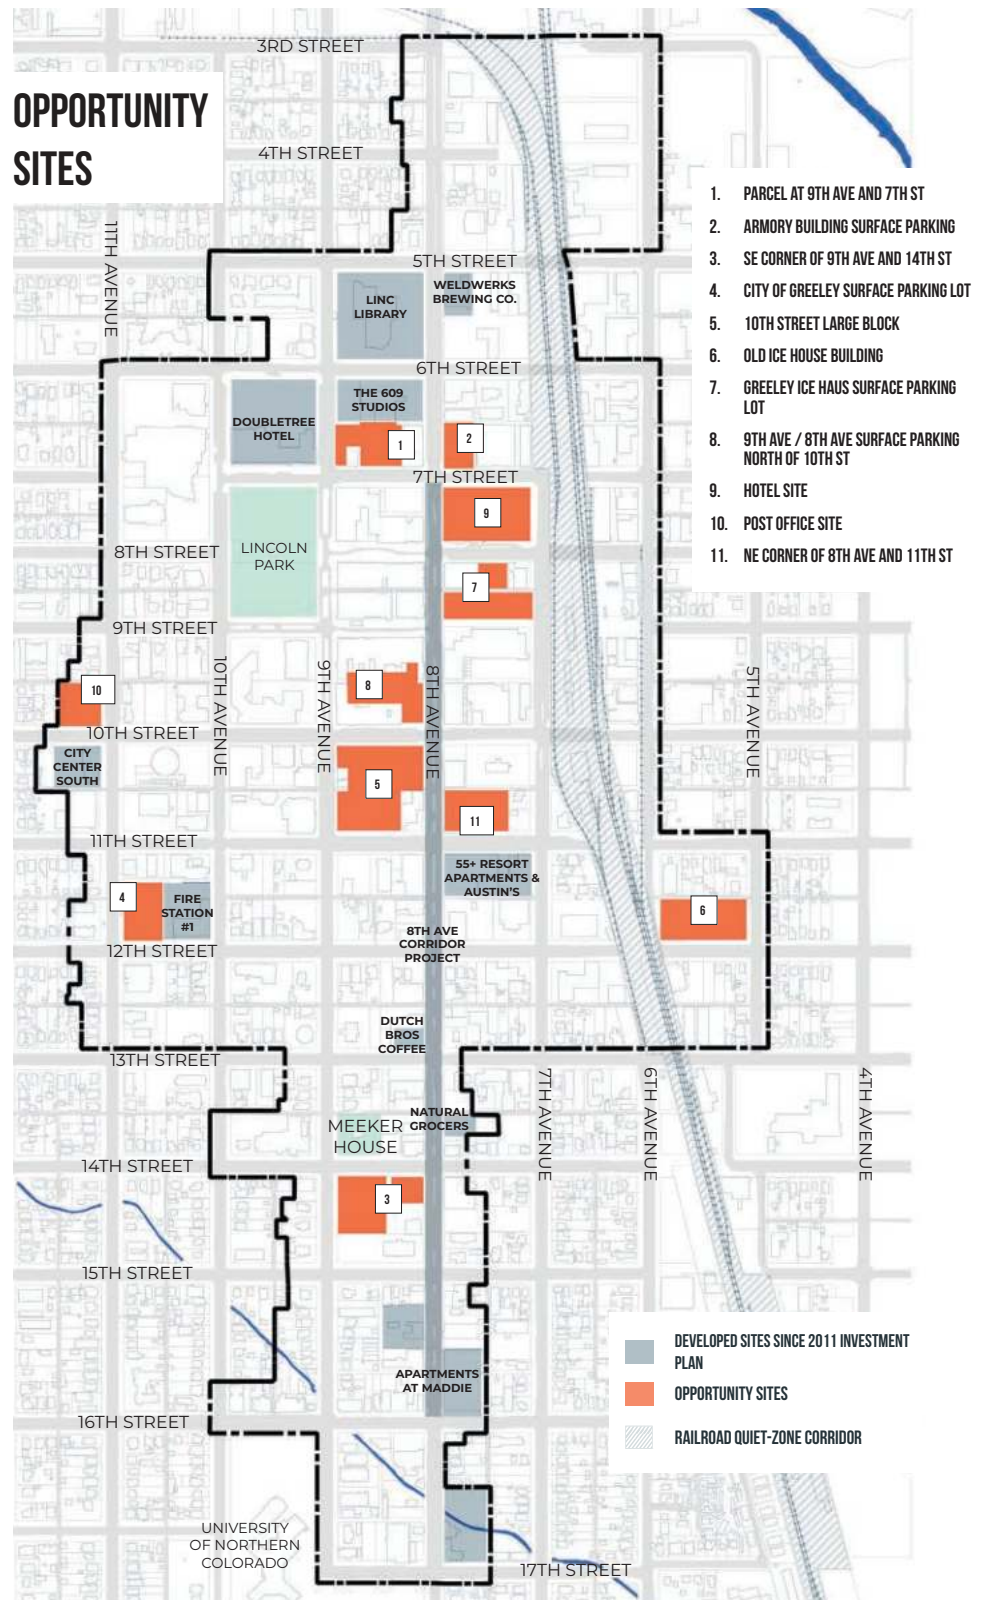 OPPORTUNITY
SITES
3RD STREET
4TH STREET
11TH AVENUE
5TH STREET
LINC
LIBRARY
WELDWERKS
BREWING CO.
6TH STREET
DOUBLETREE
HOTEL
THE 609
STUDIOS
1
2
7TH STREET
9
8TH STREET
LINCOLN
PARK
7
9TH STREET
10TH AVENUE
9TH AVENUE
8TH AVENUE
5TH AVENUE
10
8
10TH STREET
CITY
CENTER
SOUTH
5
11
11TH STREET
4
FIRE
STATION
#1
55+ RESORT
APARTMENTS &
AUSTIN'S
6
8TH AVE
CORRIDOR
PROJECT
12TH STREET
DUTCH
BROS
COFFEE
13TH STREET
7TH AVENUE
6TH AVENUE
4TH AVENUE
NATURAL
GROCERS
MEEKER
HOUSE
14TH STREET
3
15TH STREET
APARTMENTS
AT MADDIE
16TH STREET
UNIVERSITY
OF NORTHERN
COLORADO
17TH STREET
1. PARCEL AT 9TH AVE AND 7TH ST
2. ARMORY BUILDING SURFACE PARKING
3. SE CORNER OF 9TH AVE AND 14TH ST
4. CITY OF GREELEY SURFACE PARKING LOT
5. 10TH STREET LARGE BLOCK
6. OLD ICE HOUSE BUILDING
7. GREELEY ICE HAUS SURFACE PARKING
LOT
8. 9TH AVE / 8TH AVE SURFACE PARKING
NORTH OF 10TH ST
9. HOTEL SITE
10. POST OFFICE SITE
11. NE CORNER OF 8TH AVE AND 11TH ST
DEVELOPED SITES SINCE 2011 INVESTMENT
PLAN
OPPORTUNITY SITES
RAILROAD QUIET-ZONE CORRIDOR